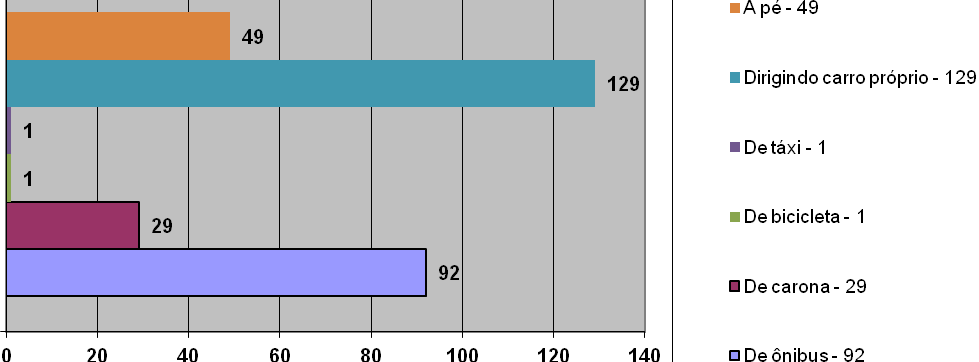 49
129
1
1
29
92
0 20 40 60 80 100 120 140
A pé - 49
Dirigindo carro próprio - 129
De táxi - 1
De bicicleta - 1
De carona - 29
De ônibus - 92